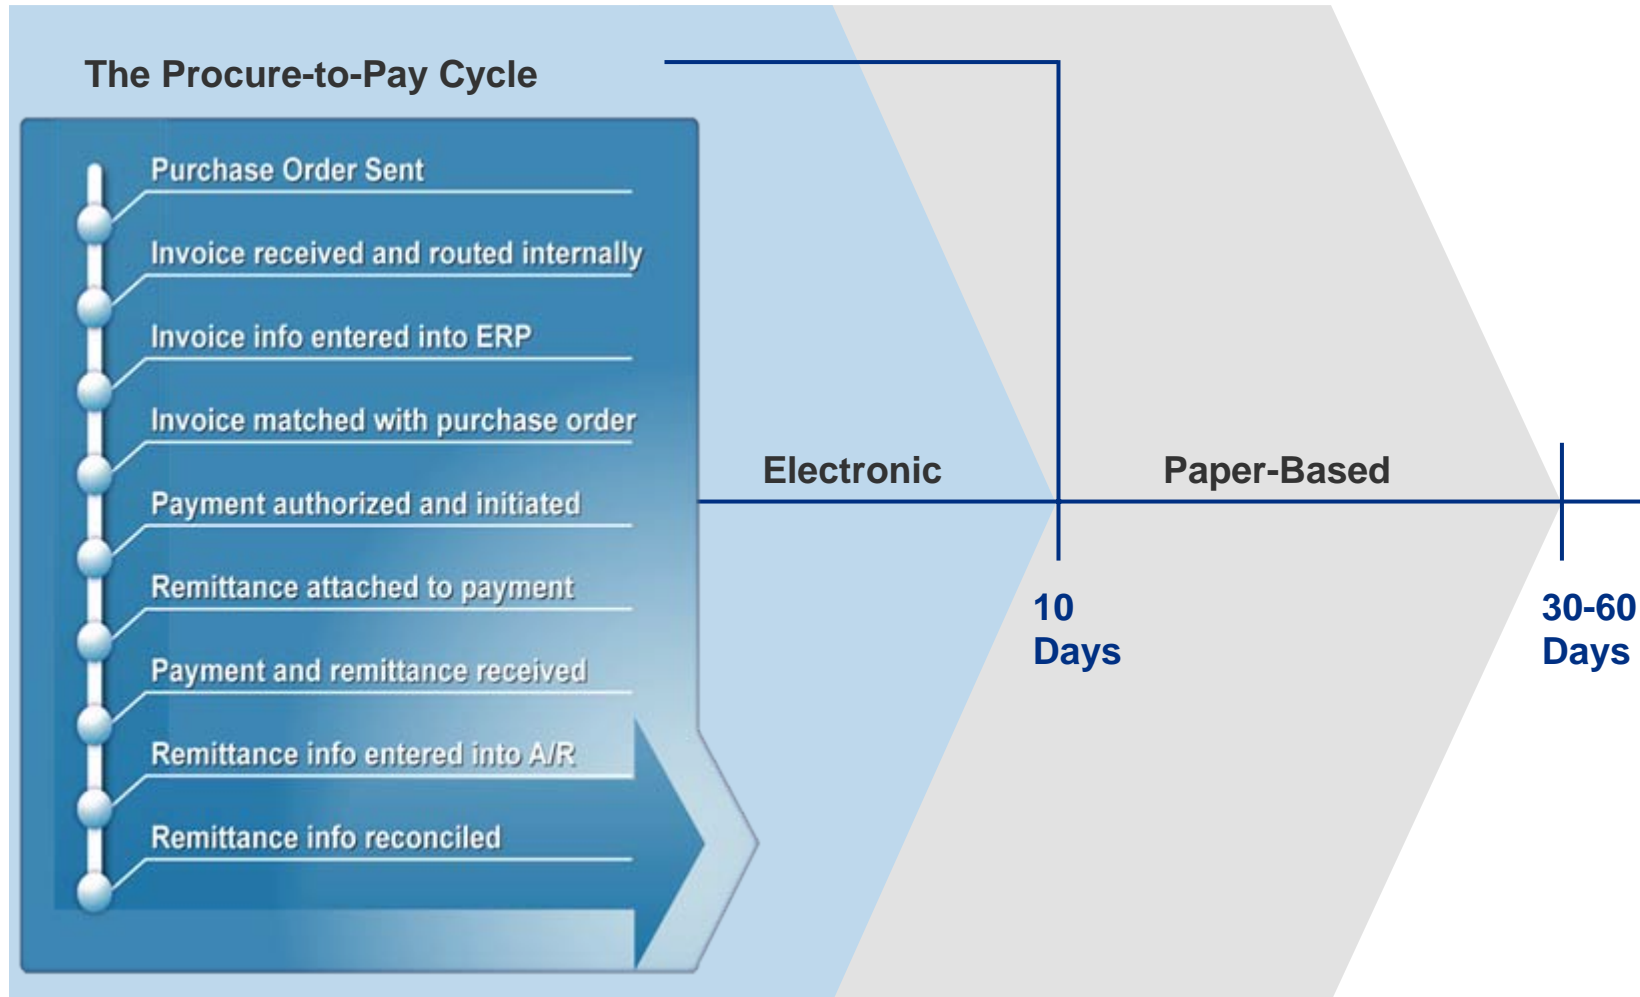 The Procure-to-Pay Cycle
Purchase Order Sent
Invoice received and routed internally
Invoice info entered into ERP
Invoice matched with purchase order
Payment authorized and initiated
Remittance attached to payment
Payment and remittance received
Remittance info entered into A/R
Remittance info reconciled
Electronic
Paper-Based
10
Days
30-60
Days